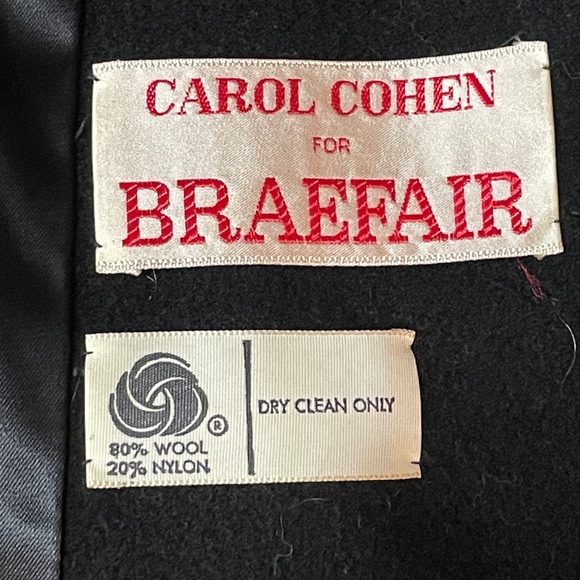 CAROL COHEN
FOR
BRAEFAIR
®
80% WOOL
20% NYLON
DRY CLEAN ONLY